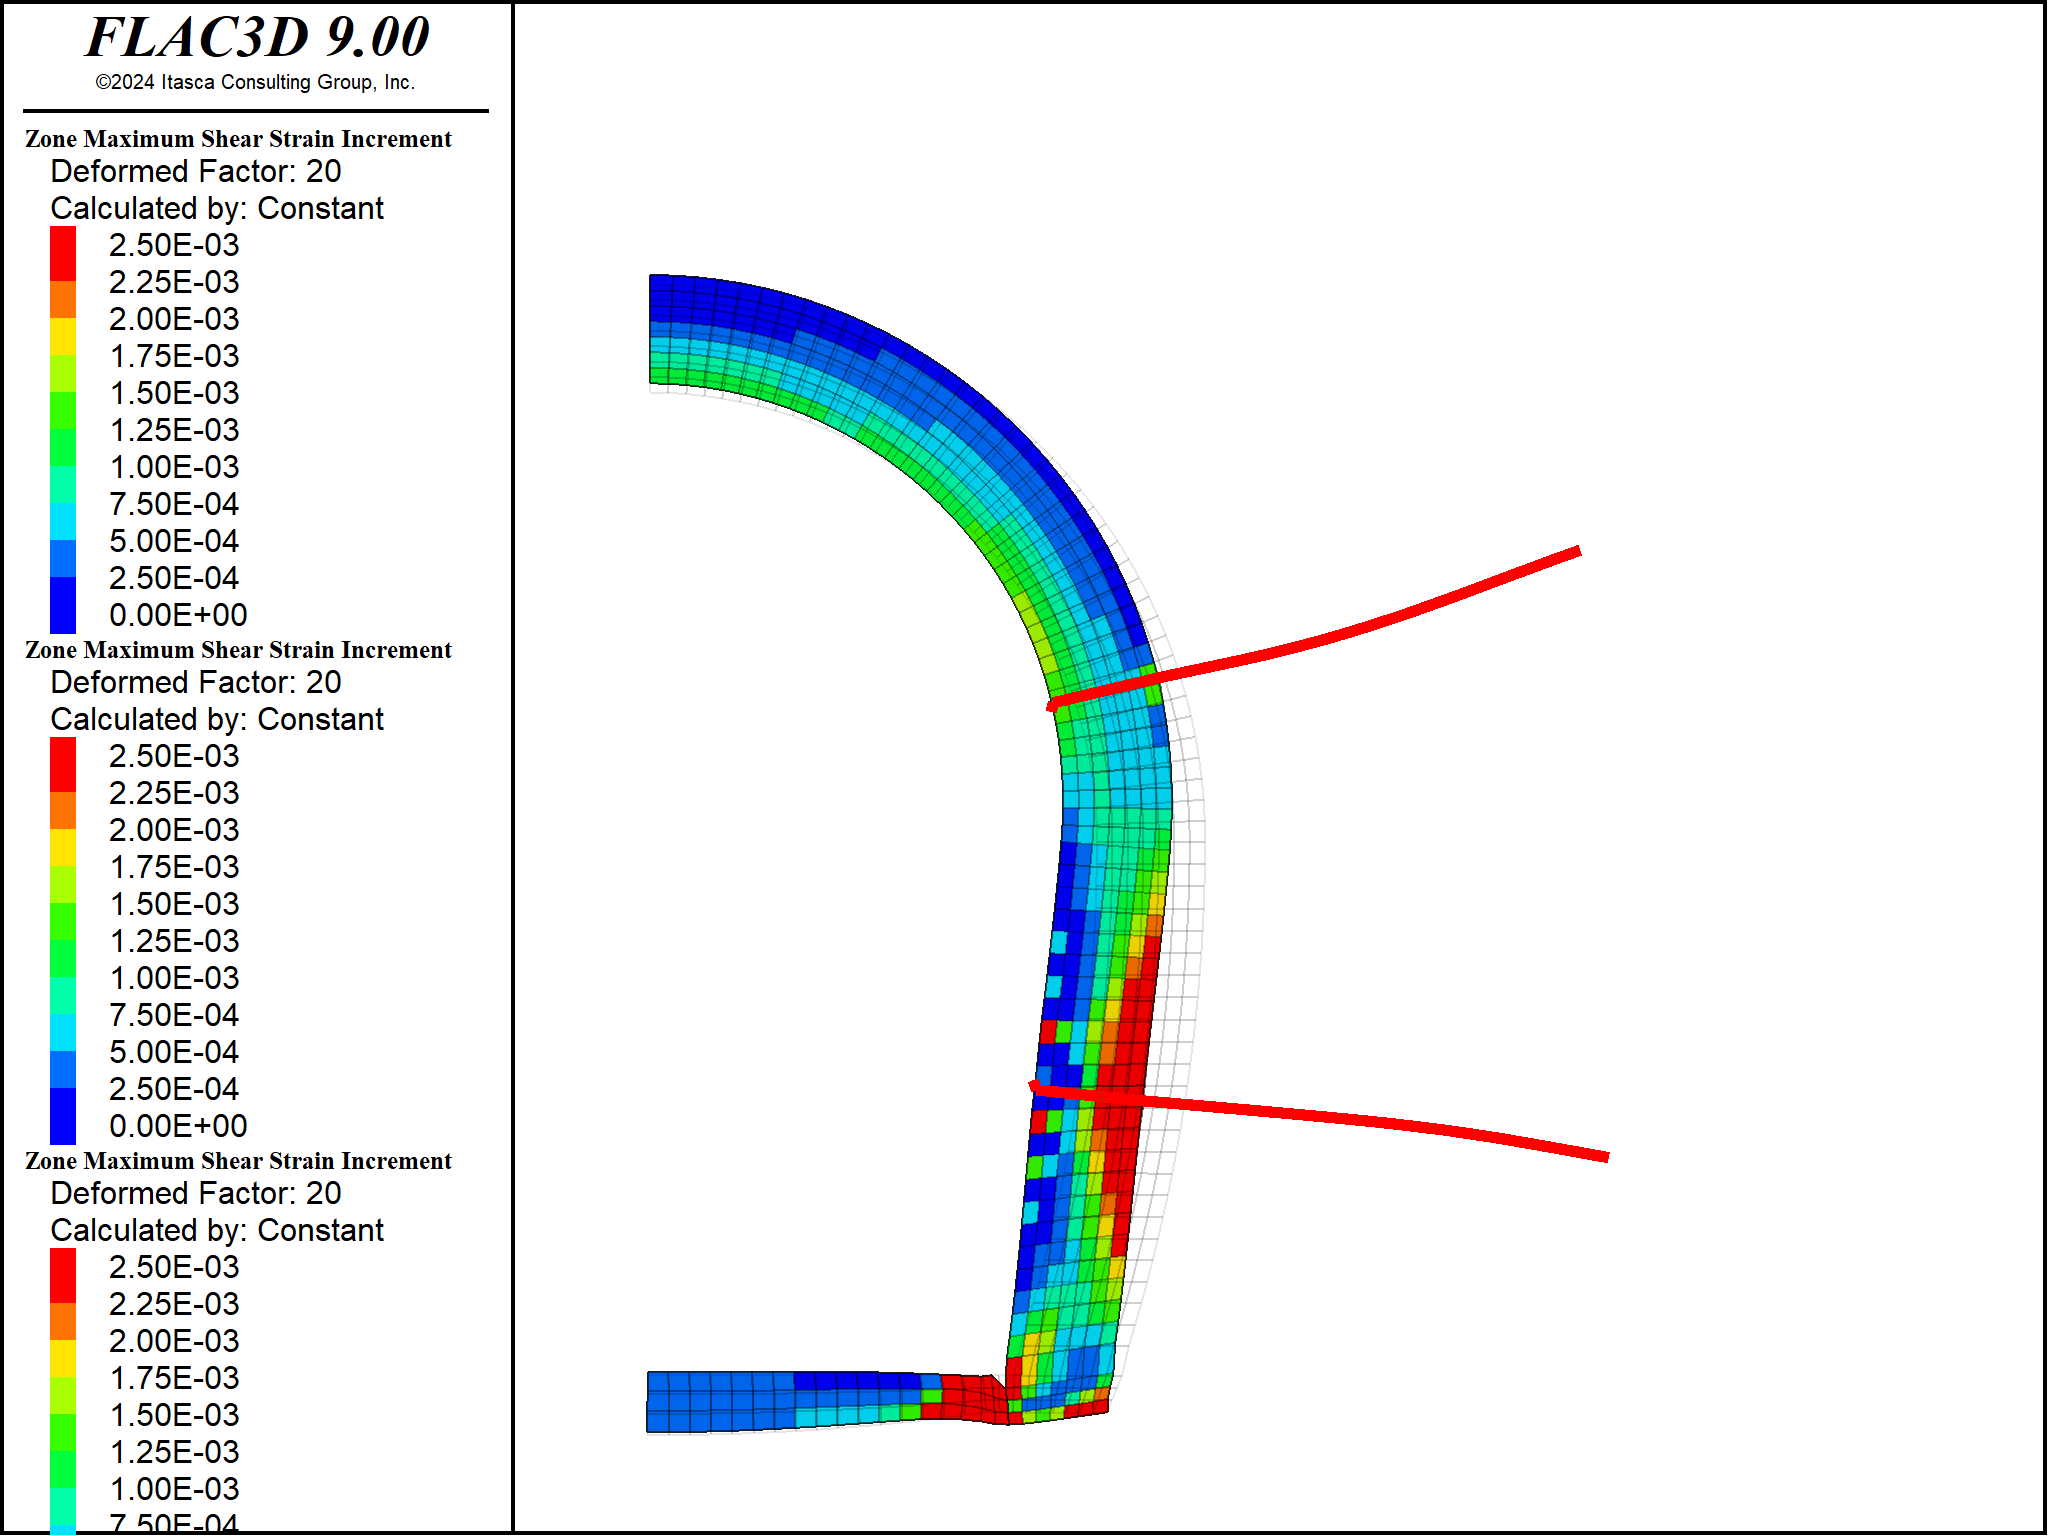 FLAC3D 9.00
©2024 Itasca Consulting Group, Inc.
Zone Maximum Shear Strain Increment
Deformed Factor: 20
Calculated by: Constant
2.50E-03
2.25E-03
2.00E-03
1.75E-03
1.50E-03
1.25E-03
1.00E-03
7.50E-04
5.00E-04
2.50E-04
0.00E+00
Zone Maximum Shear Strain Increment
Deformed Factor: 20
Calculated by: Constant
2.50E-03
2.25E-03
2.00E-03
1.75E-03
1.50E-03
1.25E-03
1.00E-03
7.50E-04
5.00E-04
2.50E-04
0.00E+00
Zone Maximum Shear Strain Increment
Deformed Factor: 20
Calculated by: Constant
2.50E-03
2.25E-03
2.00E-03
1.75E-03
1.50E-03
1.25E-03
1.00E-03
7.50E-04